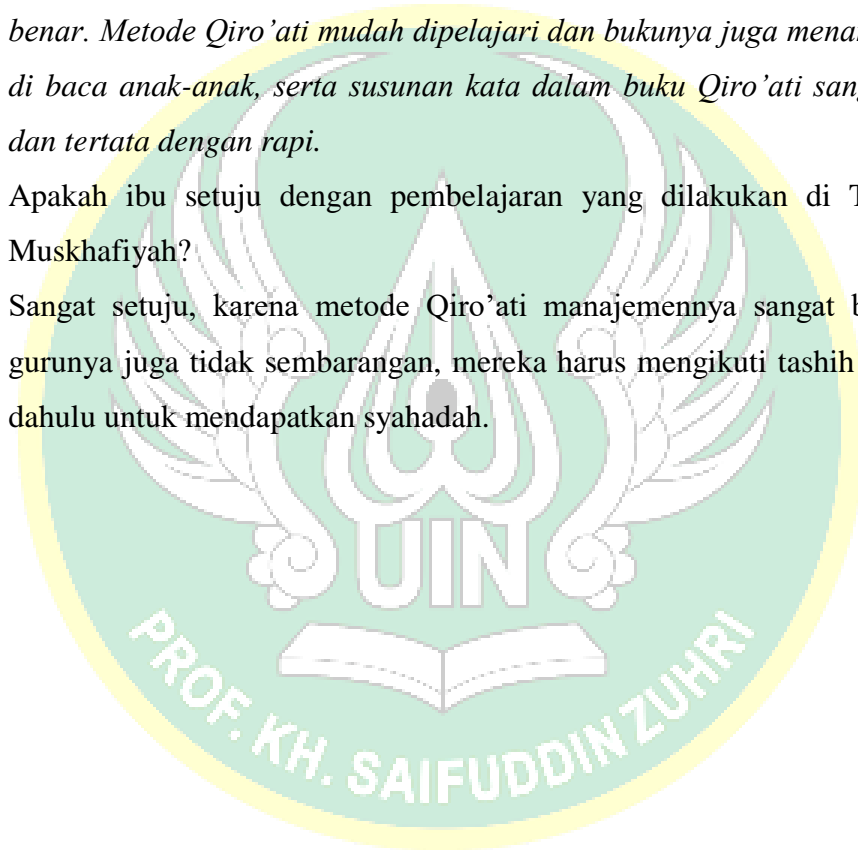 benar. Metode Qiro’ati mudah dipelajari dan bukunya juga
di baca anak-anak, serta susunan kata dalam buku Qiro’ati
dan tertata dengan rapi.
Apakah ibu setuju dengan pembelajaran yang dilakukan di
Muskhafiyah?
Sangat setuju, karena metode Qiro’ati manajemennya sangat
gurunya juga tidak sembarangan, mereka harus mengikuti tashih
dahulu untuk mendapatkan syahadah.
UIN
PROF. KH. SAIFUDDIN ZUHRI